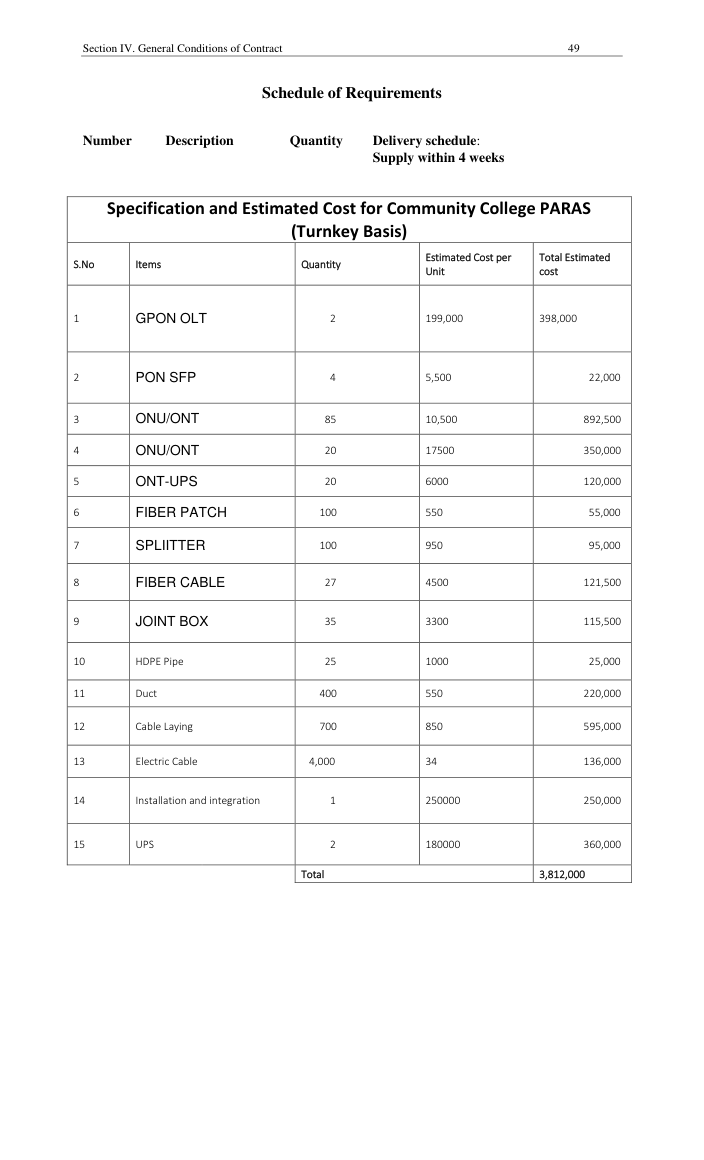 Section IV. General Conditions of Contract 49
Schedule of Requirements
Number Description Quantity Delivery schedule:
Supply within 4 weeks
Specification and Estimated Cost for Community College PARAS
(Turnkey Basis)
S.No Items Quantity Estimated Cost per Unit Total Estimated cost
1 GPON OLT 2 199,000 398,000
2 PON SFP 4 5,500 22,000
3 ONU/ONT 85 10,500 892,500
4 ONU/ONT 20 17500 350,000
5 ONT-UPS 20 6000 120,000
6 FIBER PATCH 100 550 55,000
7 SPLIITTER 100 950 95,000
8 FIBER CABLE 27 4500 121,500
9 JOINT BOX 35 3300 115,500
10 HDPE Pipe 25 1000 25,000
11 Duct 400 550 220,000
12 Cable Laying 700 850 595,000
13 Electric Cable 4,000 34 136,000
14 Installation and integration 1 250000 250,000
15 UPS 2 180000 360,000
Total 3,812,000